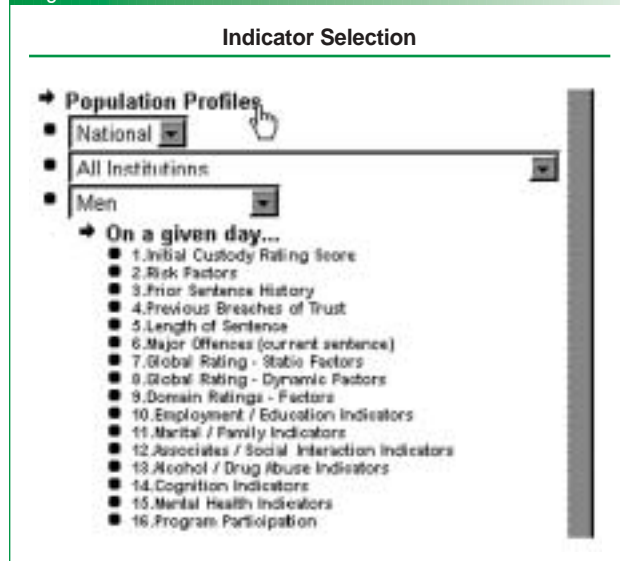 Indicator Selection
Population Profiles
National
All Institutions
Men
On a given day...
1.Initial Custody Rating Score
2.Risk Factors
3.Prior Sentence History
4.Previous Breaches of Trust
5.Length of Sentence
6.Major Offences (current sentence)
7.Global Rating - Static Factors
8.Global Rating - Dynamic Factors
9.Domain Ratings - Factors
10.Employment / Education Indicators
11.Marital / Family Indicators
12.Associates / Social Interaction Indicators
13.Alcohol / Drug Abuse Indicators
14.Cognition Indicators
15.Mental Health Indicators
16.Program Participation